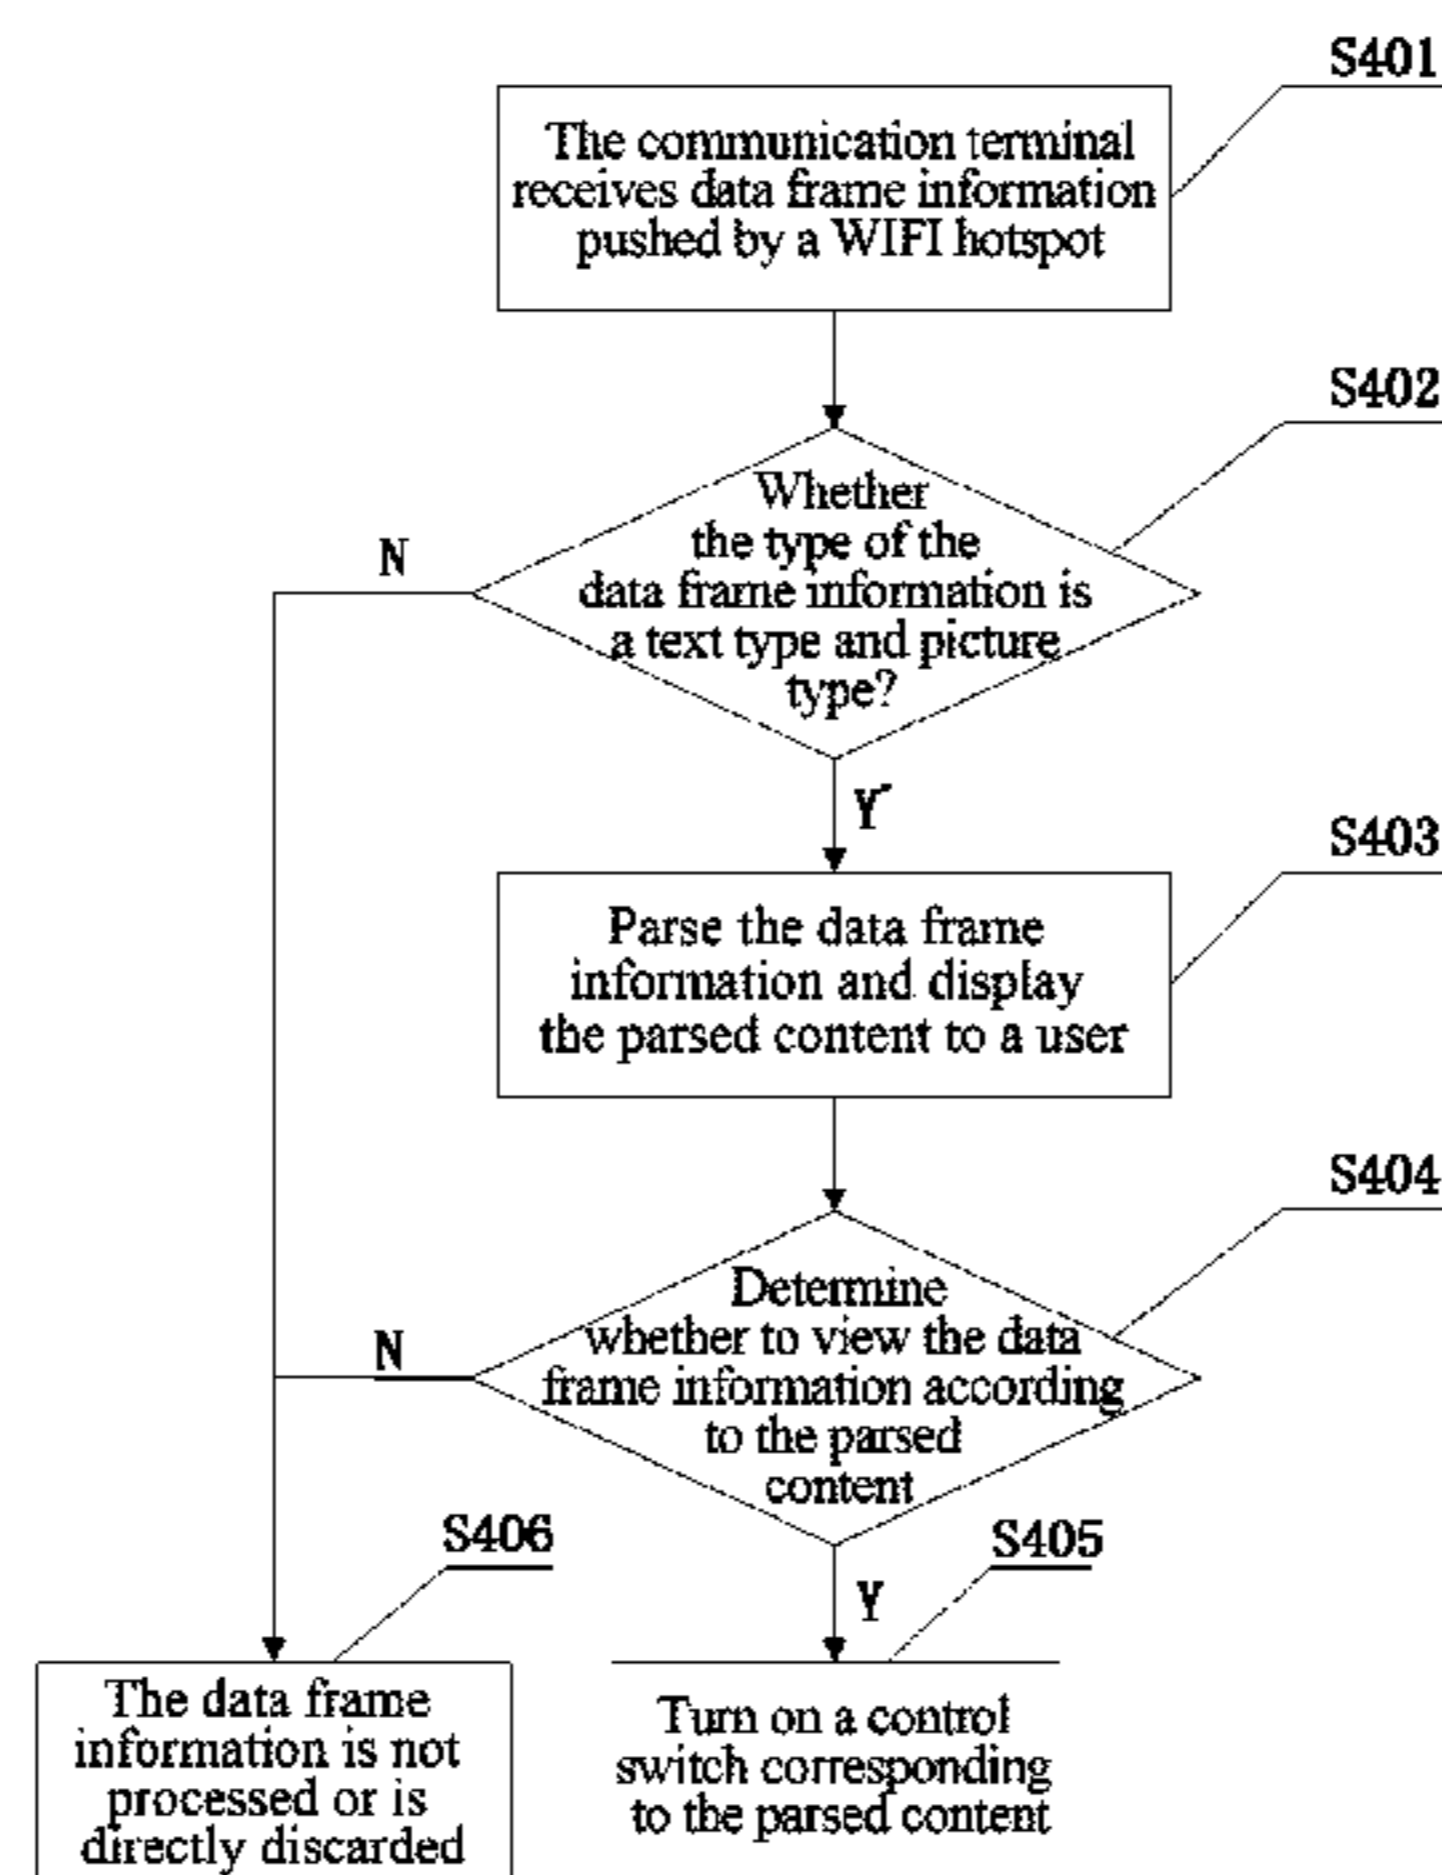 S401
The communication terminal
receives data frame information
pushed by a WIFI hotspot
S402
Whether
the type of the
data frame information is
a text type and picture
type?
N
Y
S403
Parse the data frame
information and display
the parsed content to a user
S404
Determine
whether to view the data
frame information according
to the parsed
content
N
S406
S405
Y
The data frame
information is not
processed or is
directly discarded
Turn on a control
switch corresponding
to the parsed content